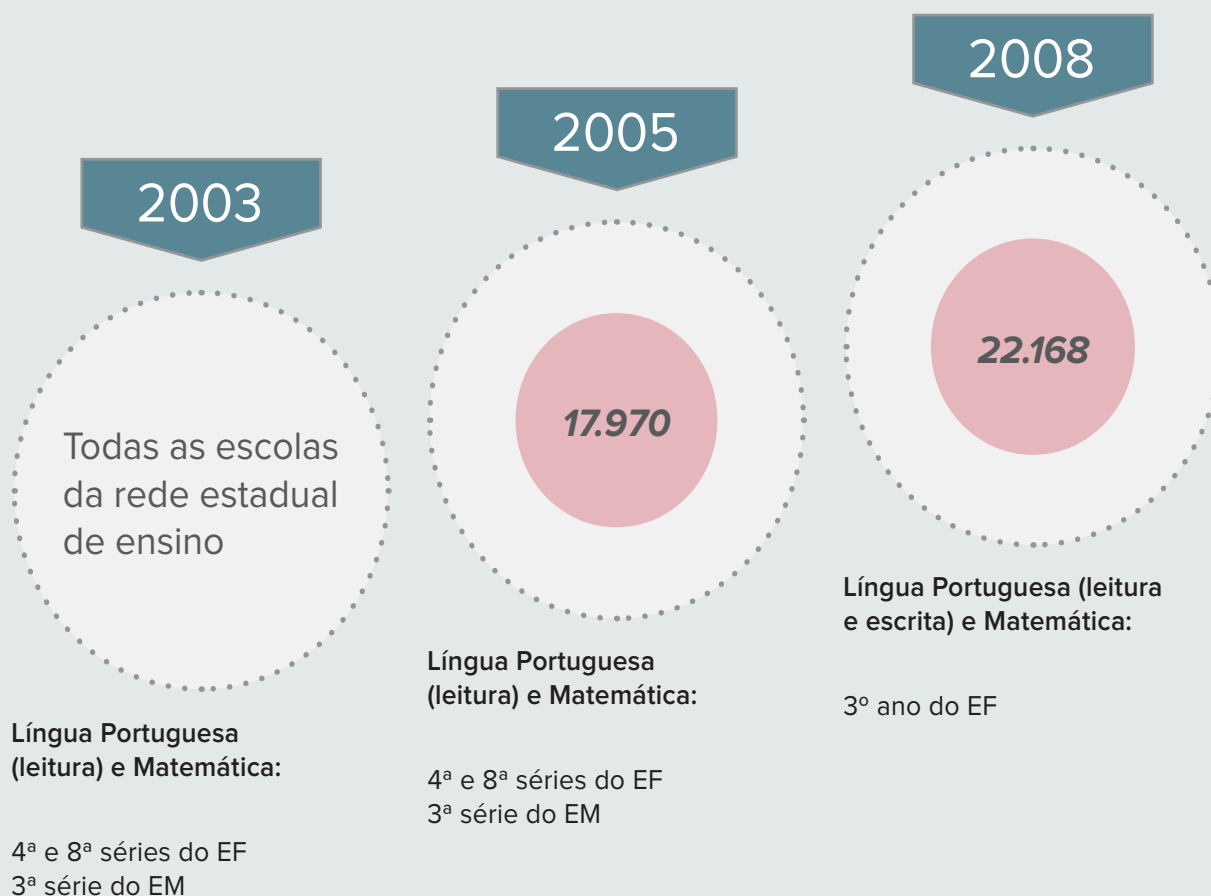 2003
Todas as escolas
da rede estadual
de ensino
Língua Portuguesa
(leitura) e Matemática:
4ª e 8ª séries do EF
3ª série do EM
2005
17.970
Língua Portuguesa
(leitura) e Matemática:
4ª e 8ª séries do EF
3ª série do EM
2008
22.168
Língua Portuguesa (leitura
e escrita) e Matemática:
3º ano do EF